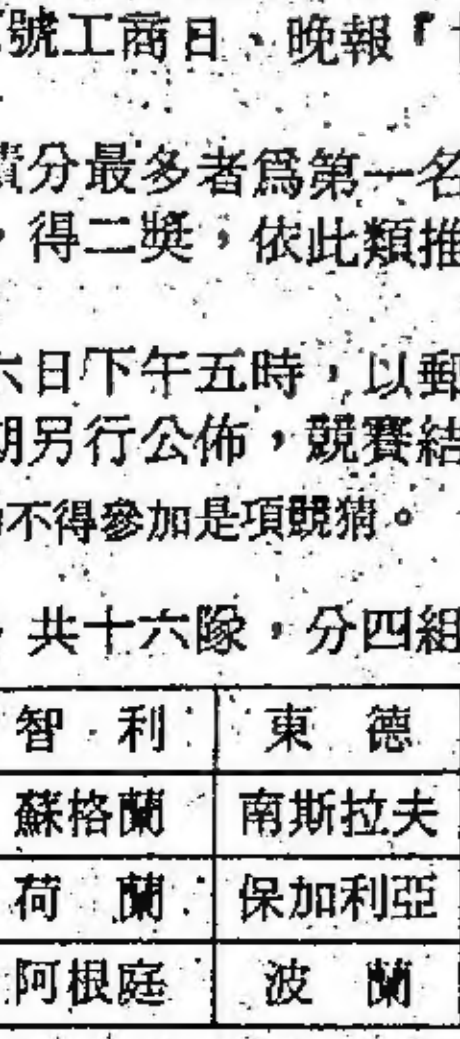 號工商日、晚報『
分最多者爲第一名
，得二奬，依此類推
六日下午五時，以郵
期另行公佈，競賽結
不得參加是項競猜。
，共十六隊，分四組
智利 東德
蘇格蘭 南斯拉夫
荷蘭 保加利亞
阿根庭 波蘭